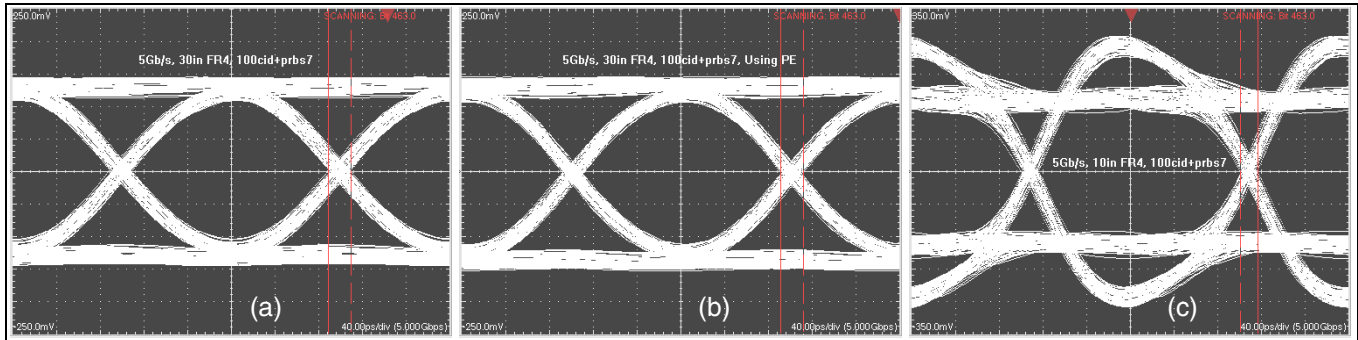 250.0mV
SCANNING: Bit 463.0
5Gb/s, 30in FR4, 100cid+prbs7
(a)
-250.0mV
40.00ps/div (5.000Gbps)
250.0mV
SCANNING: Bit 463.0
5Gb/s, 30in FR4, 100cid+prbs7, Using PE
(b)
-250.0mV
40.00ps/div (5.000Gbps)
350.0mV
SCANNING: Bit 463.0
5Gb/s, 10in FR4, 100cid+prbs7
(c)
-350.0mV
40.00ps/div (5.000Gbps)